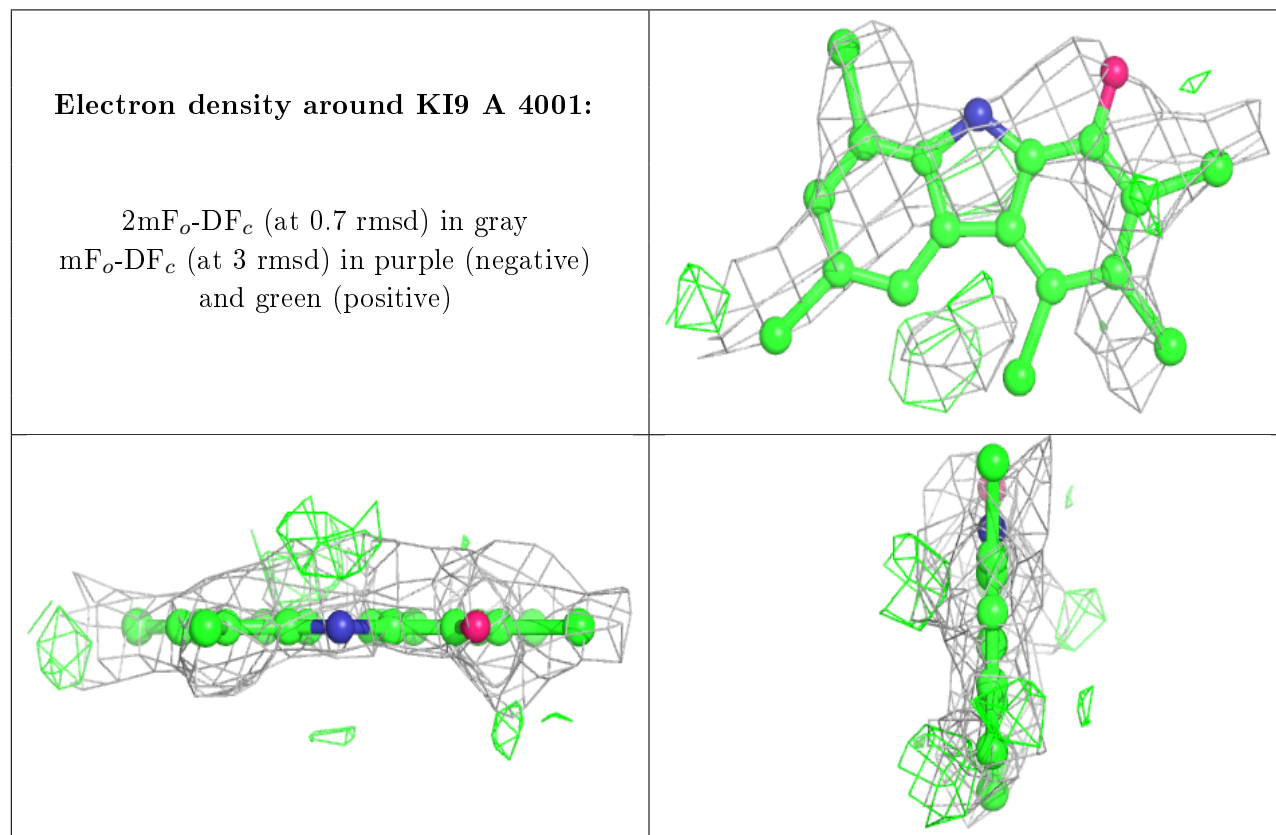 Electron density around KI9 A 4001:
2mFo-DFc (at 0.7 rmsd) in gray
mFo-DFc (at 3 rmsd) in purple (negative)
and green (positive)